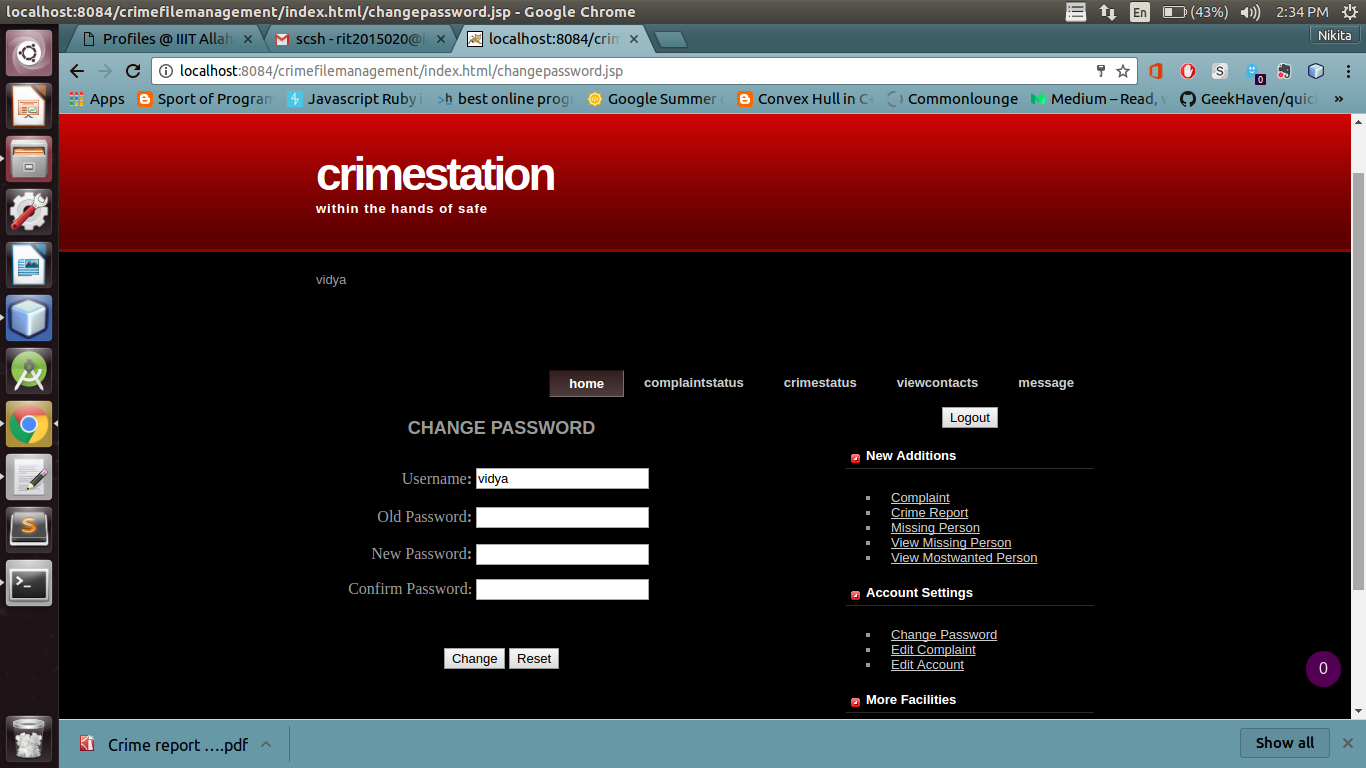 localhost:8084/crimefilemanagement/index.html/changepassword.jsp - Google Chrome
En (43%) 2:34 PM
Profiles @ IIIT Allah
scsh - rit2015020@i
localhost:8084/crim
Nikita
localhost:8084/crimefilemanagement/index.html/changepassword.jsp
S 0
Apps Sport of Program Javascript Ruby best online prog Google Summer Convex Hull in C Commonlounge Medium – Read, GeekHaven/quic »
crimestation
within the hands of safe
vidya
home complaintstatus crimestatus viewcontacts message
Logout
CHANGE PASSWORD
Username: vidya
Old Password:
New Password:
Confirm Password:
Change Reset
New Additions
Complaint
Crime Report
Missing Person
View Missing Person
View Mostwanted Person
Account Settings
Change Password
Edit Complaint
Edit Account
More Facilities
0
Crime report ....pdf
Show all